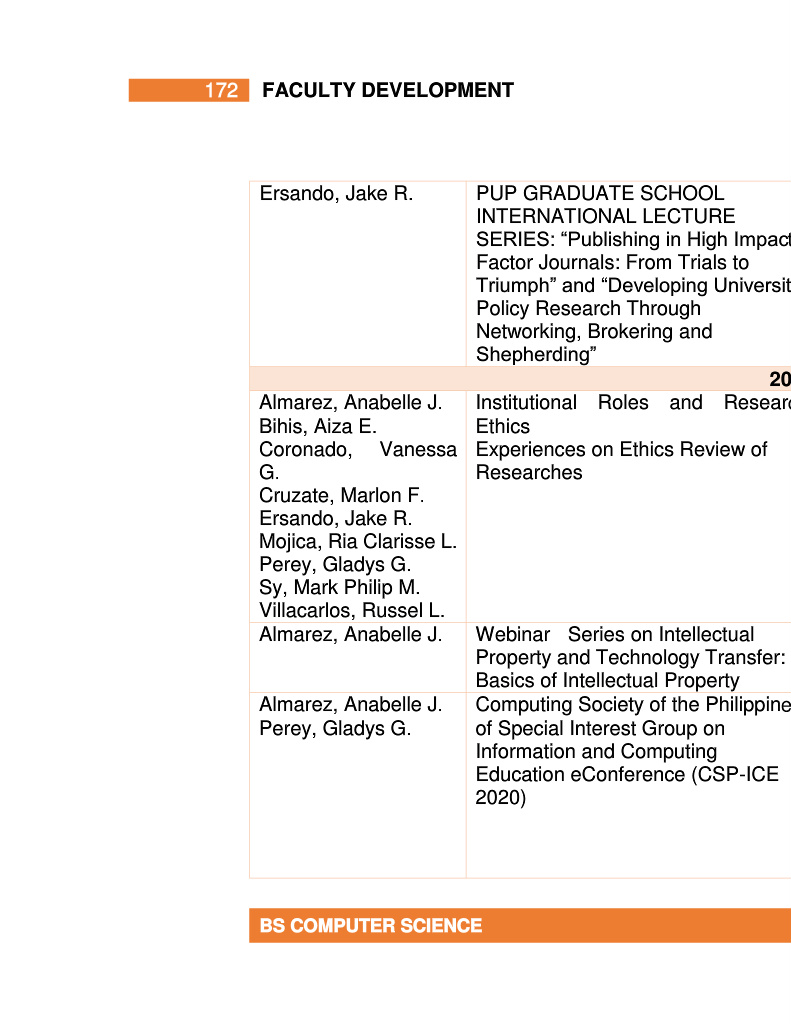 172 FACULTY DEVELOPMENT
Ersando, Jake R.
PUP GRADUATE SCHOOL
INTERNATIONAL LECTURE
SERIES: “Publishing in High Impact
Factor Journals: From Trials to
Triumph” and “Developing Universit
Policy Research Through
Networking, Brokering and
Shepherding”
20
Almarez, Anabelle J.
Bihis, Aiza E.
Coronado, Vanessa
G.
Cruzate, Marlon F.
Ersando, Jake R.
Mojica, Ria Clarisse L.
Perey, Gladys G.
Sy, Mark Philip M.
Villacarlos, Russel L.
Institutional Roles and Researc
Ethics
Experiences on Ethics Review of
Researches
Almarez, Anabelle J.
Webinar Series on Intellectual
Property and Technology Transfer:
Basics of Intellectual Property
Almarez, Anabelle J.
Perey, Gladys G.
Computing Society of the Philippine
of Special Interest Group on
Information and Computing
Education eConference (CSP-ICE
2020)
BS COMPUTER SCIENCE